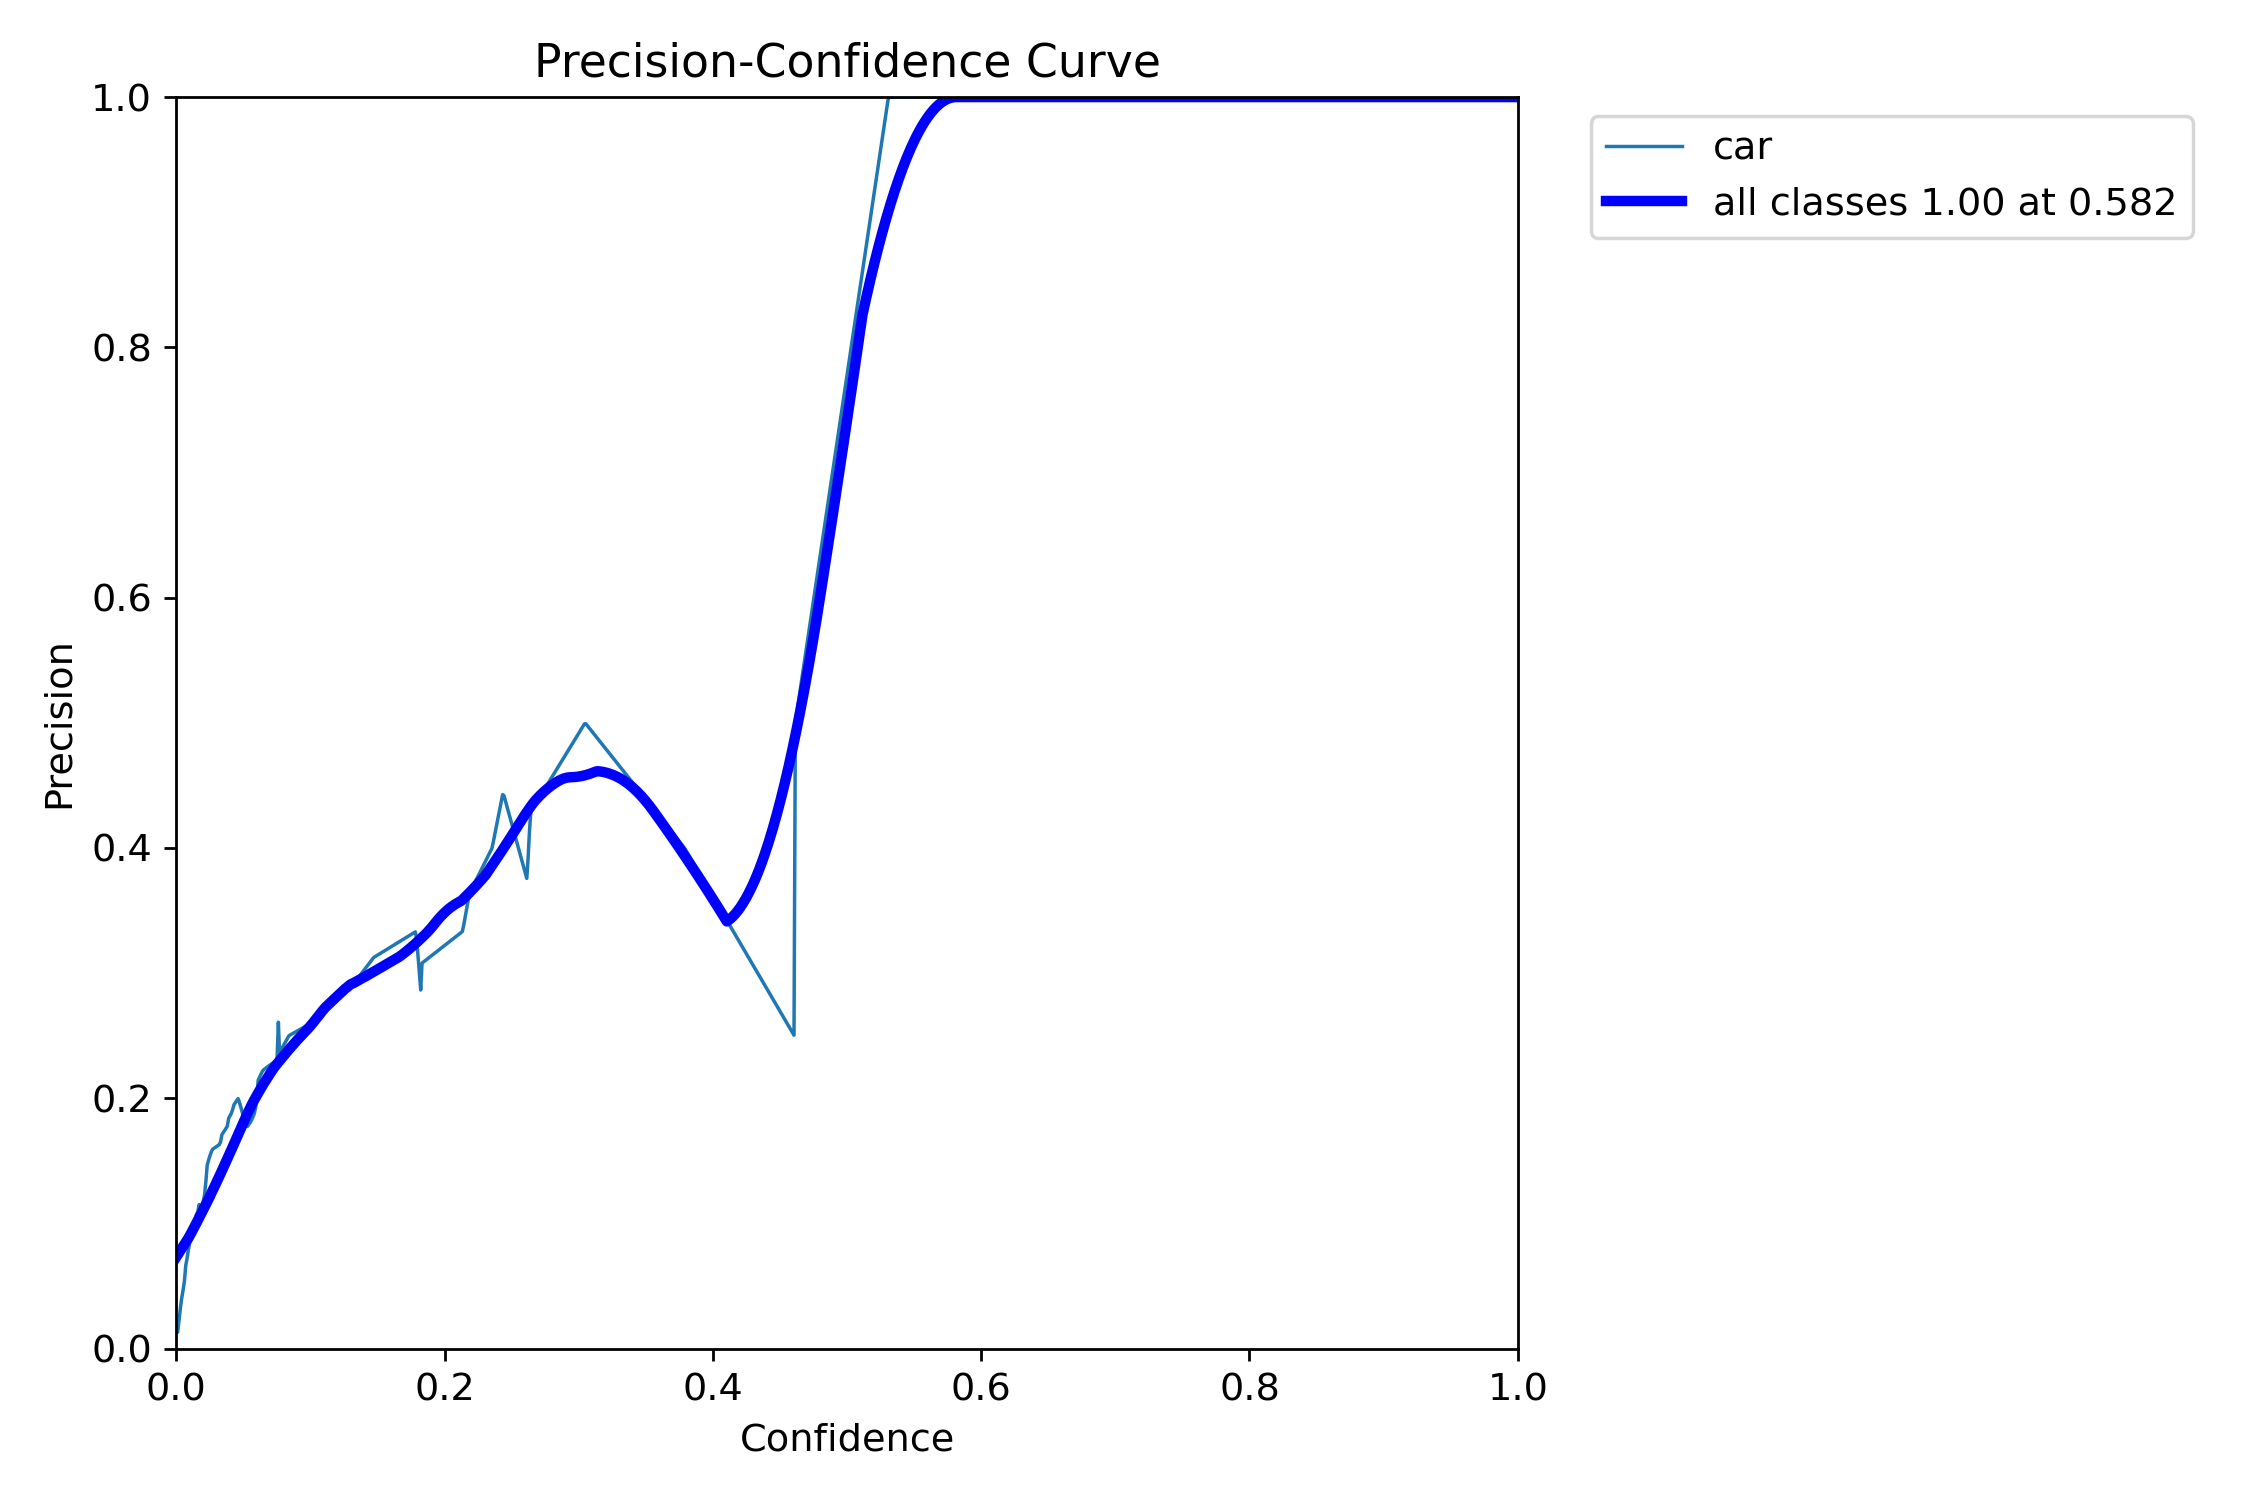 Precision-Confidence Curve
1.0
0.8
0.6
0.4
0.2
0.0
Precision
0.0 0.2 0.4 0.6 0.8 1.0
Confidence
car
all classes 1.00 at 0.582